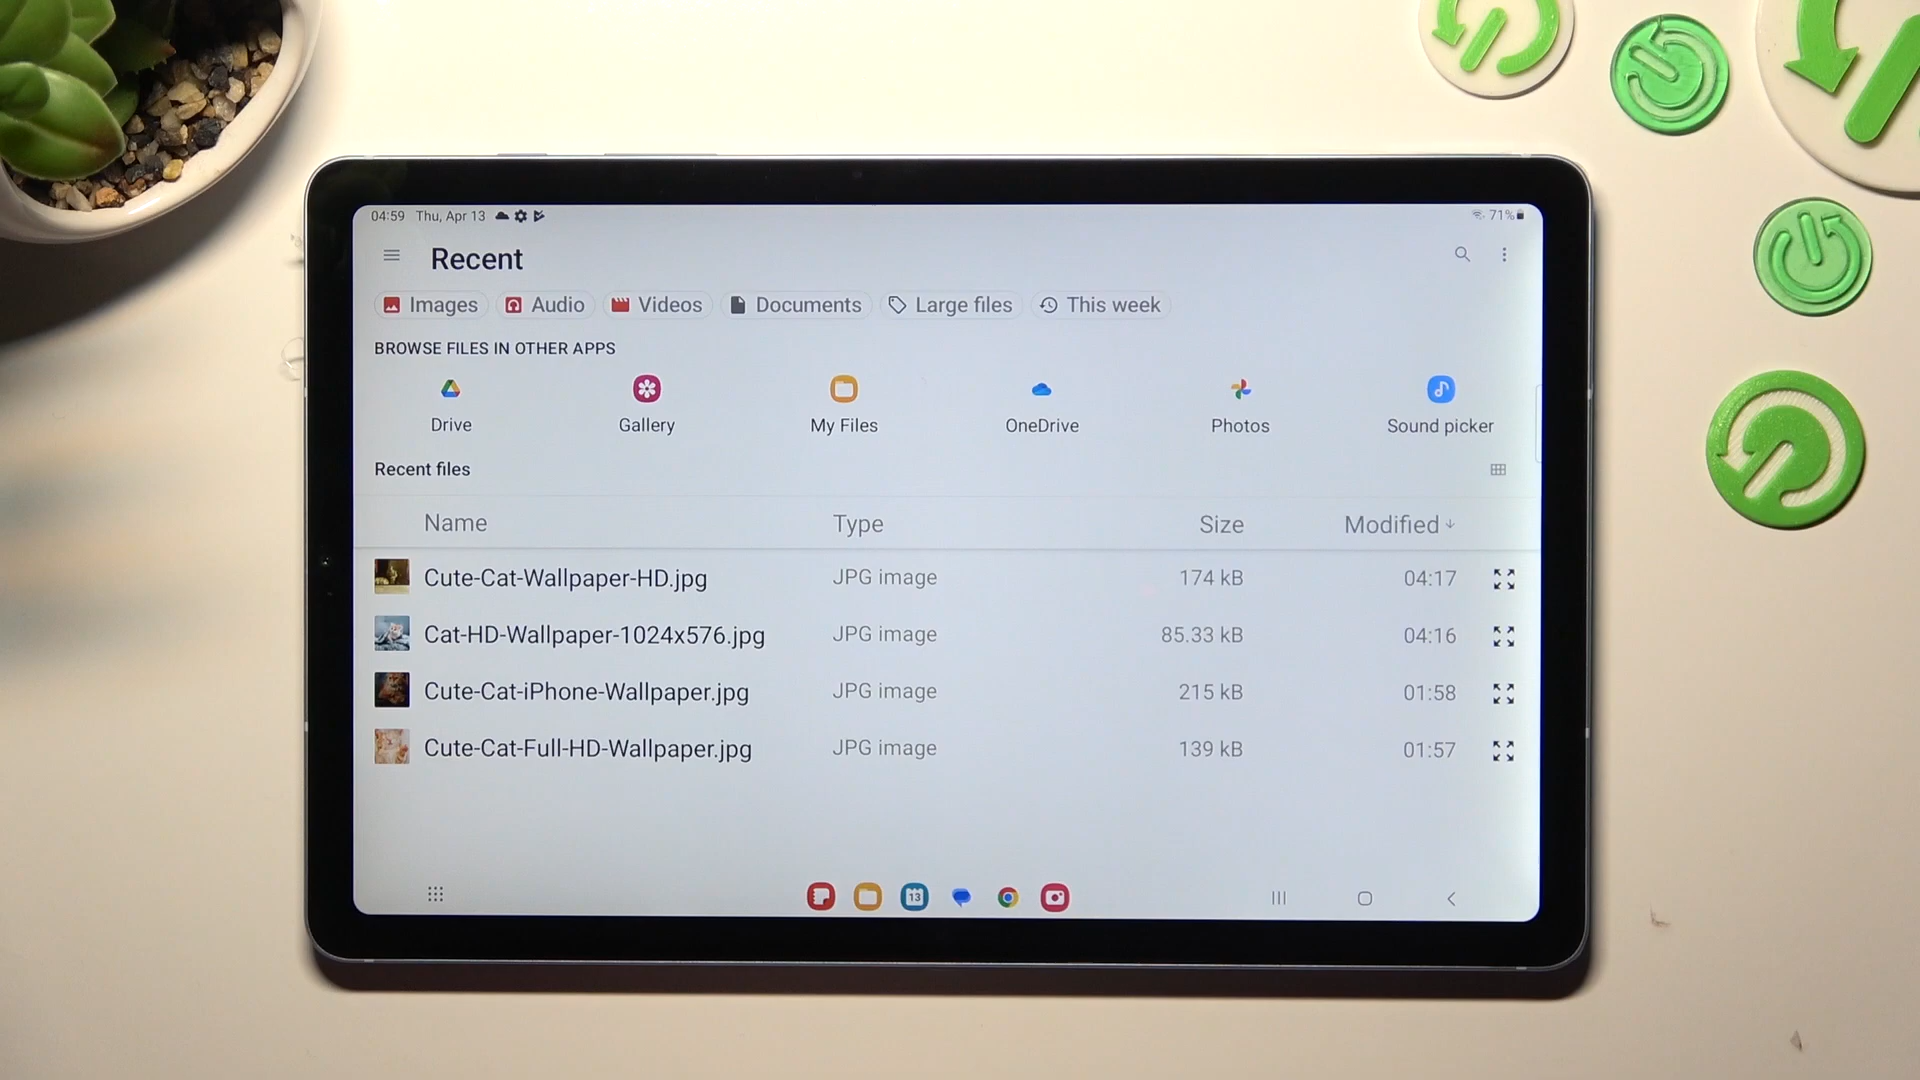 04:59 Thu, Apr 13 71%
Recent
Images Audio Videos Documents Large files This week
BROWSE FILES IN OTHER APPS
Drive Gallery My Files OneDrive Photos Sound picker
Recent files
Name Type Size Modified
Cute-Cat-Wallpaper-HD.jpg JPG image 174 kB 04:17
Cat-HD-Wallpaper-1024x576.jpg JPG image 85.33 kB 04:16
Cute-Cat-iPhone-Wallpaper.jpg JPG image 215 kB 01:58
Cute-Cat-Full-HD-Wallpaper.jpg JPG image 139 kB 01:57
13